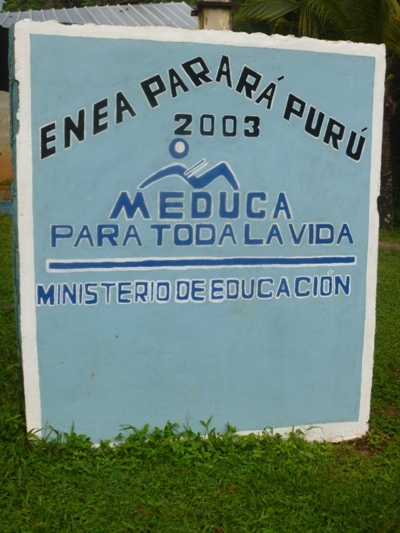 ENEA PARARÁ PURÚ
2003
MEDUCA
PARA TODA LA VIDA
MINISTERIO DE EDUCACIÓN